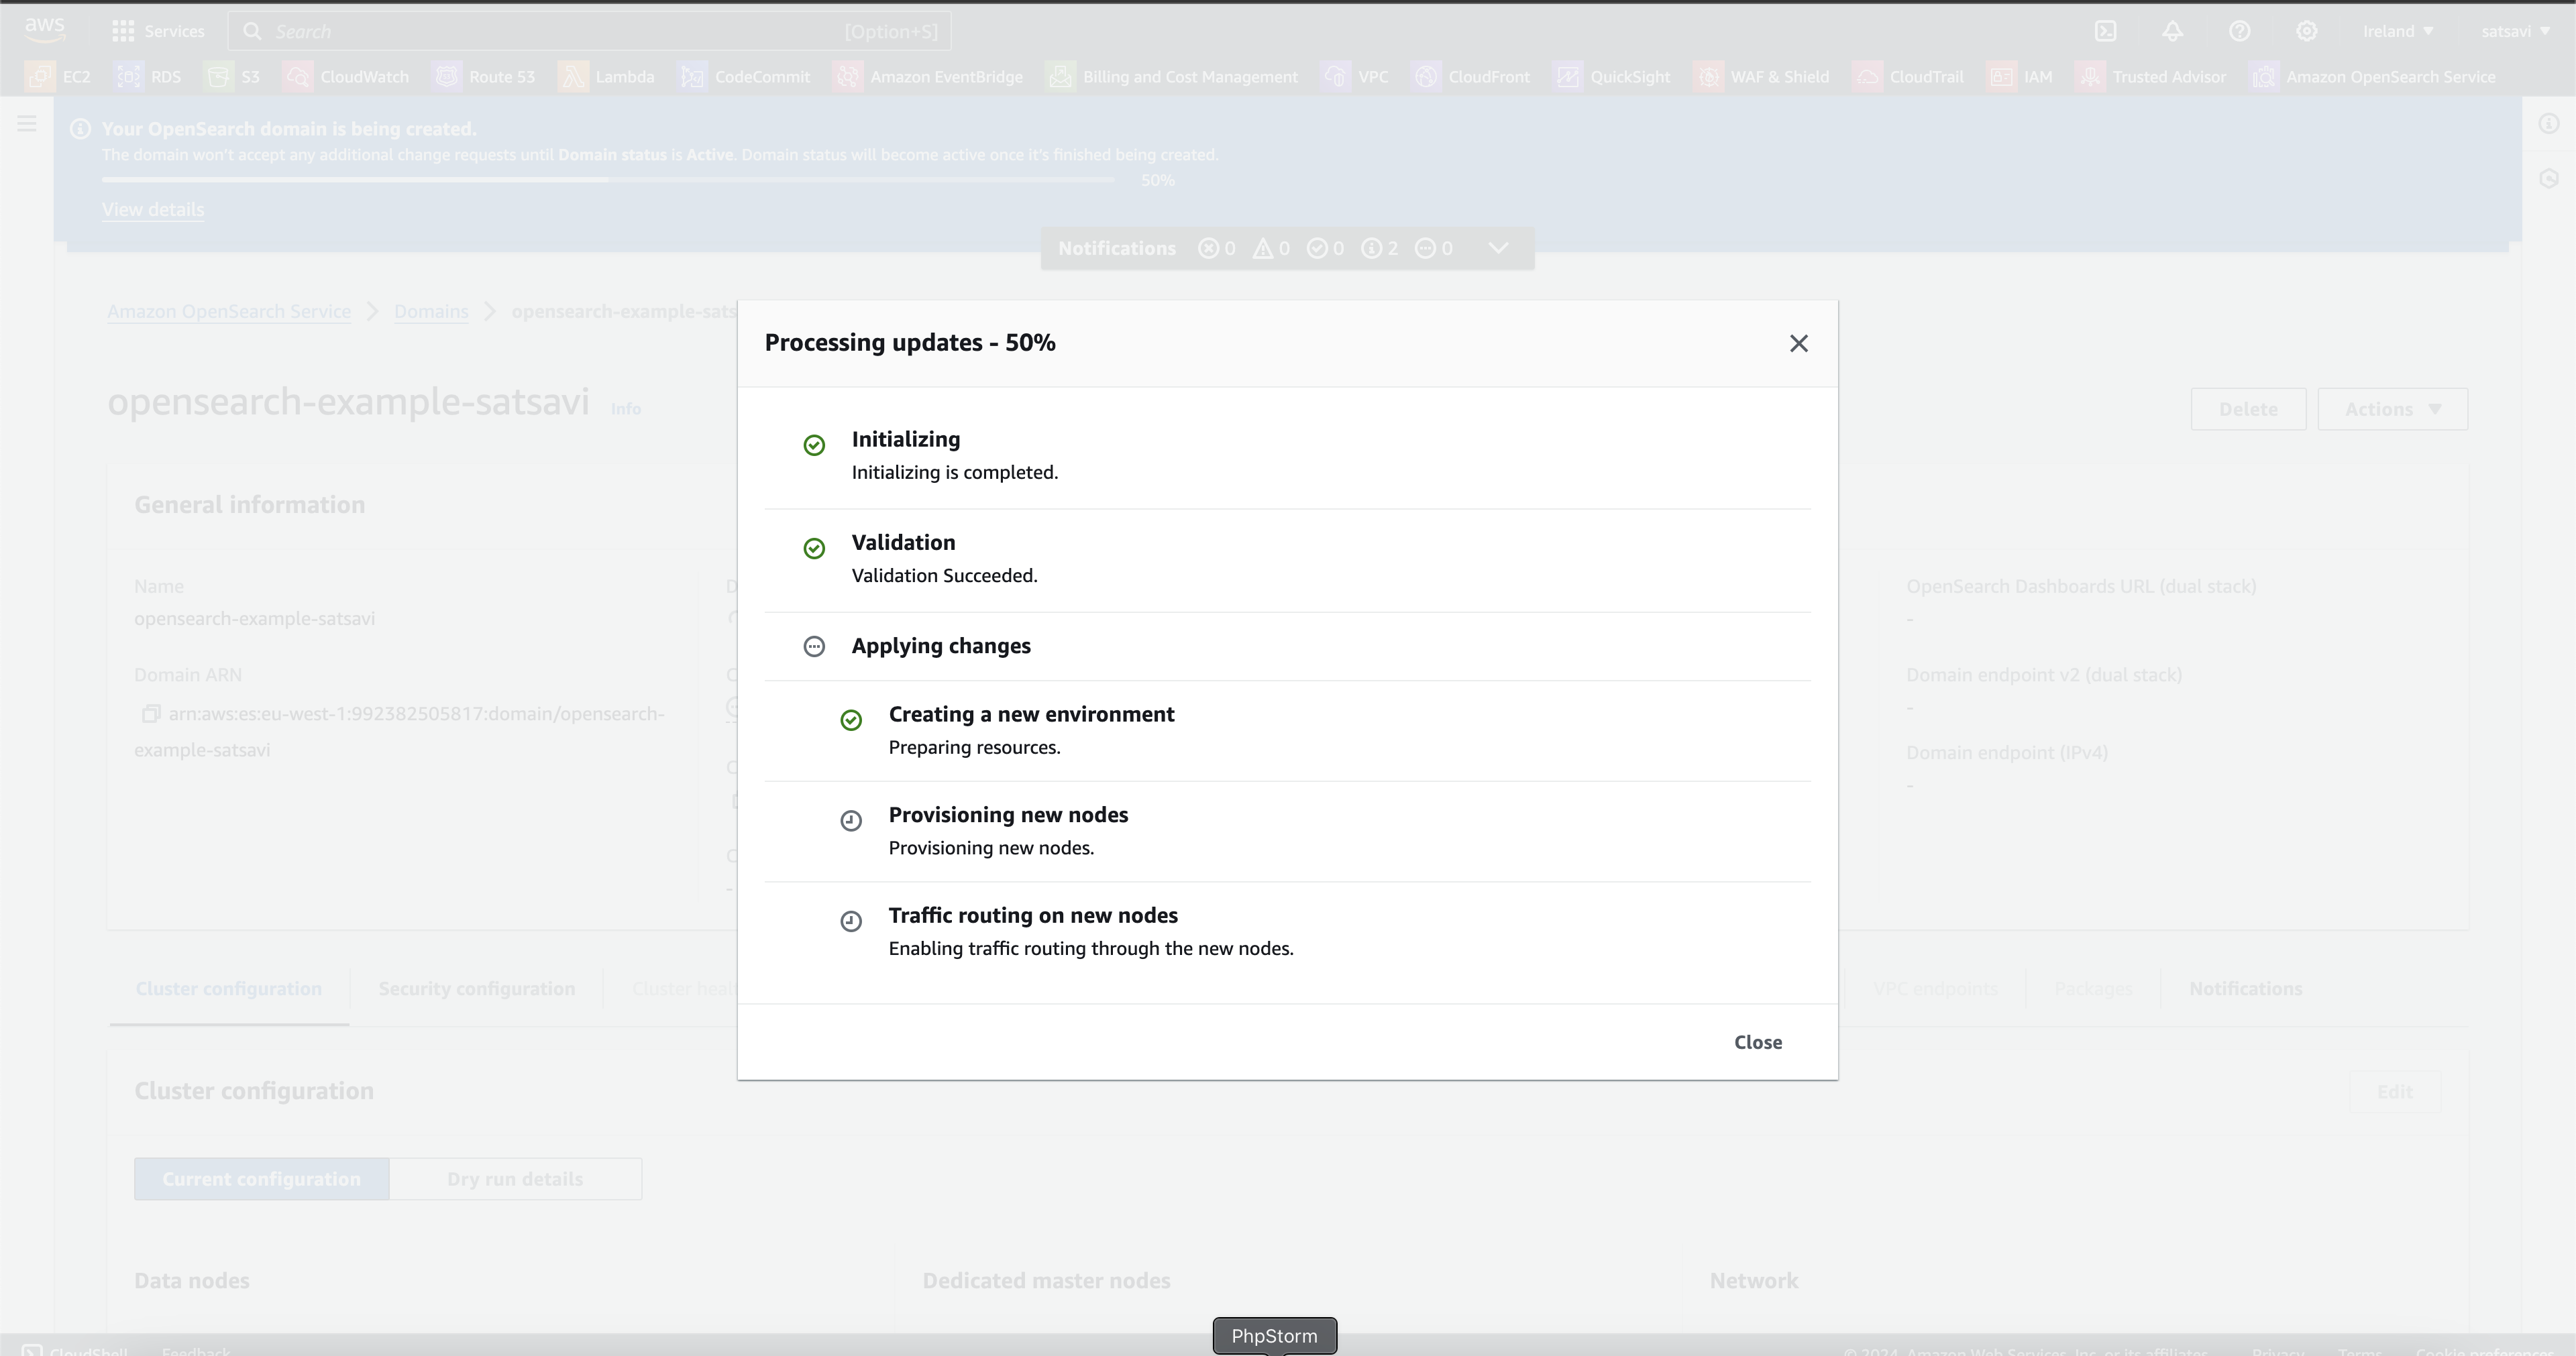 aws
Services
Search
[Option+S]
Ireland
satsavi
EC2
RDS
S3
CloudWatch
Route 53
Lambda
CodeCommit
Amazon EventBridge
Billing and Cost Management
VPC
CloudFront
QuickSight
WAF & Shield
CloudTrail
IAM
Trusted Advisor
Amazon OpenSearch Service
Your OpenSearch domain is being created.
The domain won't accept any additional change requests until Domain status is Active. Domain status will become active once it's finished being created.
50%
View details
Notifications 0 0 0 2 0
Amazon OpenSearch Service
Domains
opensearch-example-sats
Processing updates - 50%
opensearch-example-satsavi
Info
Delete
Actions
Initializing
Initializing is completed.
General information
Validation
Validation Succeeded.
Name
opensearch-example-satsavi
OpenSearch Dashboards URL (dual stack)
-
Applying changes
Domain ARN
arn:aws:es:eu-west-1:992382505817:domain/opensearch-
example-satsavi
Domain endpoint v2 (dual stack)
-
Creating a new environment
Preparing resources.
Domain endpoint (IPv4)
-
Provisioning new nodes
Provisioning new nodes.
Traffic routing on new nodes
Enabling traffic routing through the new nodes.
Cluster configuration
Security configuration
Cluster heal
VPC endpoints
Packages
Notifications
Close
Cluster configuration
Edit
Current configuration
Dry run details
Data nodes
Dedicated master nodes
Network
PhpStorm
CloudShell
Feedback
© 2024, Amazon Web Services, Inc. or its affiliates.
Privacy
Terms
Cookie preferences